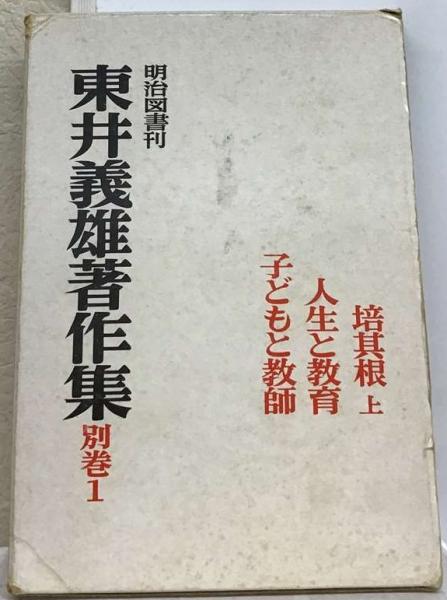 培其根 上
人生と教育
子どもと教師
明治図書刊
東井義雄著作集 別巻1